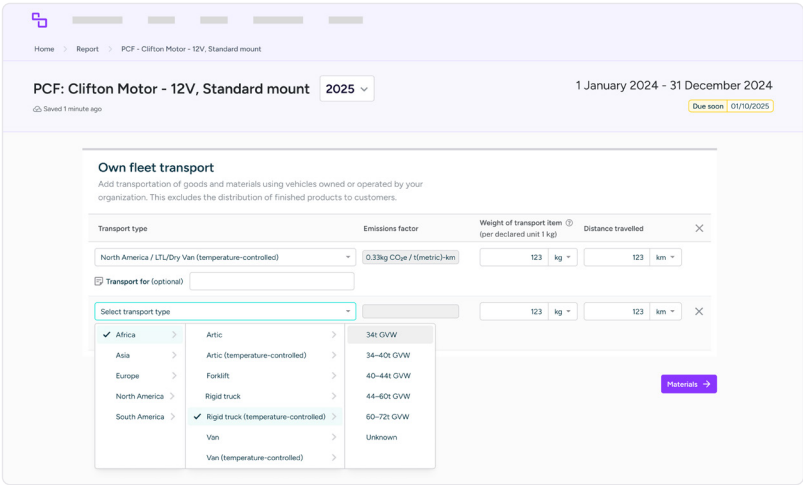 Home
Report
PCF - Clifton Motor - 12V, Standard mount
PCF: Clifton Motor - 12V, Standard mount
2025
1 January 2024 - 31 December 2024
Saved 1 minute ago
Due soon 01/10/2025
Own fleet transport
Add transportation of goods and materials using vehicles owned or operated by your
organization. This excludes the distribution of finished products to customers.
Transport type
Emissions factor
Weight of transport item
(per declared unit 1 kg)
Distance travelled
North America / LTL/Dry Van (temperature-controlled)
0.33kg CO₂e / t(metric)-km
123
kg
123
km
Transport for (optional)
Select transport type
123
kg
123
km
Africa
Asia
Europe
North America
South America
Artic
Artic (temperature-controlled)
Forklift
Rigid truck
Rigid truck (temperature-controlled)
Van
Van (temperature-controlled)
34t GVW
34–40t GVW
40–44t GVW
44–60t GVW
60–72t GVW
Unknown
Materials